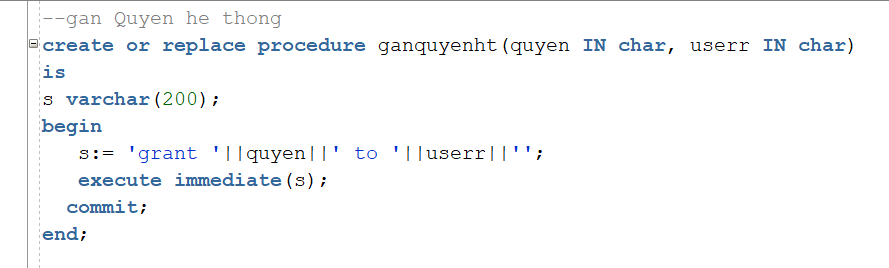 --gan Quyen he thong
create or replace procedure ganquyenht(quyen IN char, userr IN char)
is
s varchar(200);
begin
s:= 'grant '||quyen||' to '||userr||'';
execute immediate(s);
commit;
end;